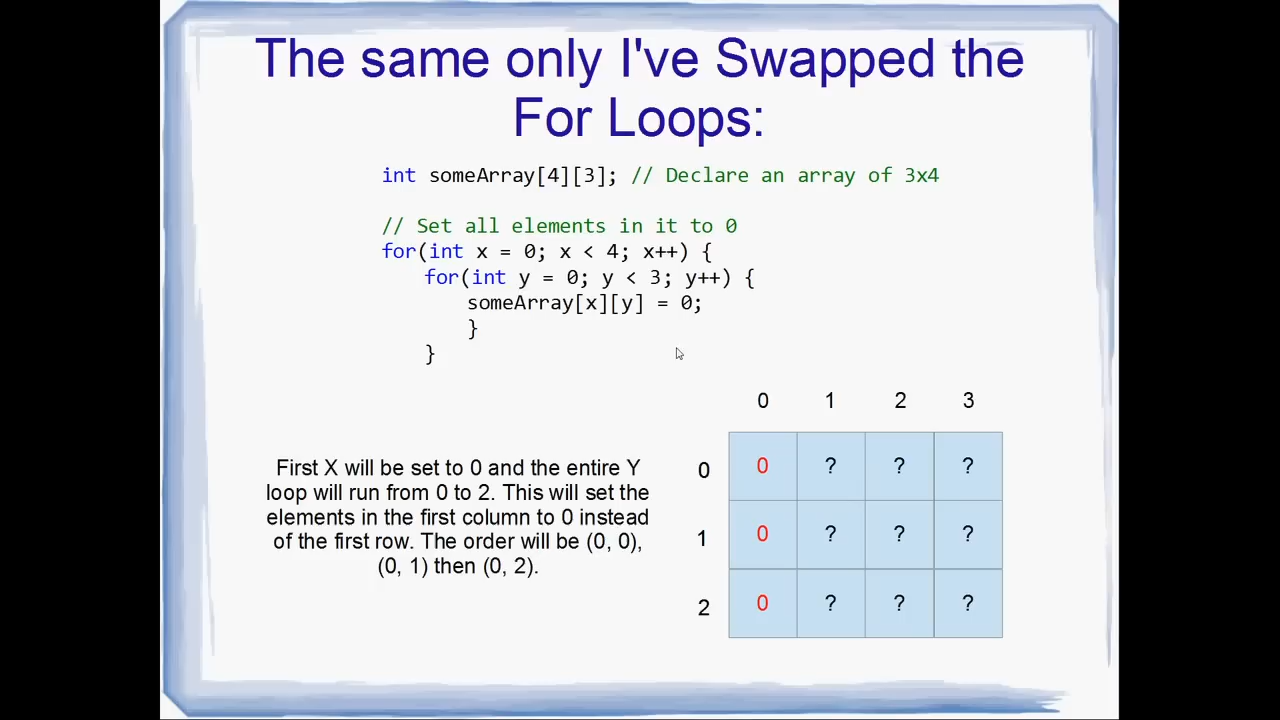 The same only I've Swapped the
For Loops:
int someArray[4][3]; // Declare an array of 3x4
// Set all elements in it to 0
for(int x = 0; x < 4; x++) {
for(int y = 0; y < 3; y++) {
someArray[x][y] = 0;
}
}
First X will be set to 0 and the entire Y
loop will run from 0 to 2. This will set the
elements in the first column to 0 instead
of the first row. The order will be (0, 0),
(0, 1) then (0, 2).
0 1 2 3
0 0 ? ? ?
1 0 ? ? ?
2 0 ? ? ?